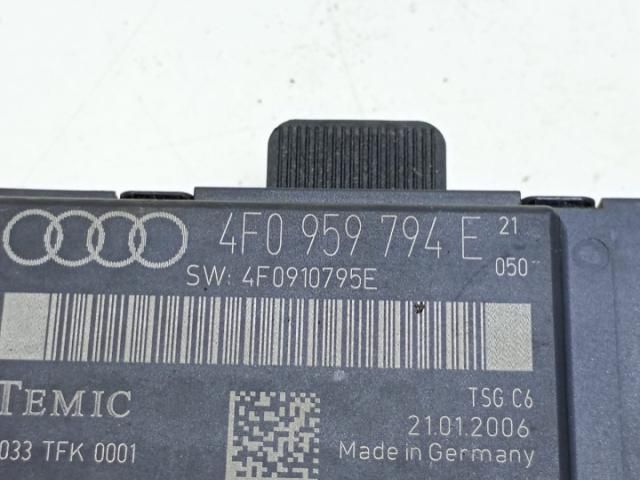 4F0 959 794 E 21
050
SW: 4F0910795E
TEMIC
TSG C6
21.01.2006
033 TFK 0001
Made in Germany